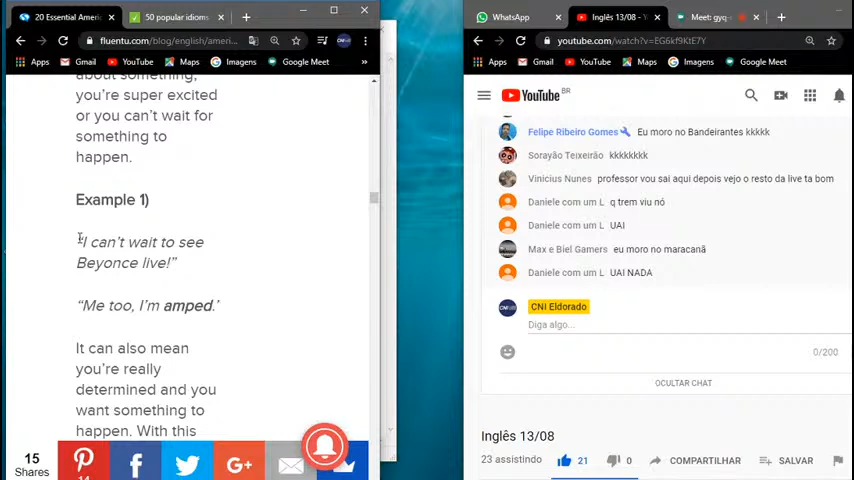 20 Essential Ameri
50 popular idioms
fluentu.com/blog/english/ameri...
Apps
Gmail
YouTube
Maps
Imagens
Google Meet
about something,
you're super excited
or you can't wait for
something to
happen.
Example 1)
"I can't wait to see
Beyonce live!"
"Me too, I'm amped.'
It can also mean
you're really
determined and you
want something to
happen. With this
15
Shares
14
G+
WhatsApp
Inglês 13/08 - Y
Meet: gyq
youtube.com/watch?v=EG6kf9KtE7Y
Apps
Gmail
YouTube
Maps
Imagens
Google Meet
YouTube BR
Felipe Ribeiro Gomes Eu moro no Bandeirantes kkkkk
Sorayão Teixeirão kkkkkkkk
Vinicius Nunes professor vou sai aqui depois vejo o resto da live ta bom
Daniele com um L q trem viu nó
Daniele com um L UAI
Max e Biel Gamers eu moro no maracanã
Daniele com um L UAI NADA
CNI Eldorado
Diga algo...
0/200
OCULTAR CHAT
Inglês 13/08
23 assistindo
21
0
COMPARTILHAR
SALVAR